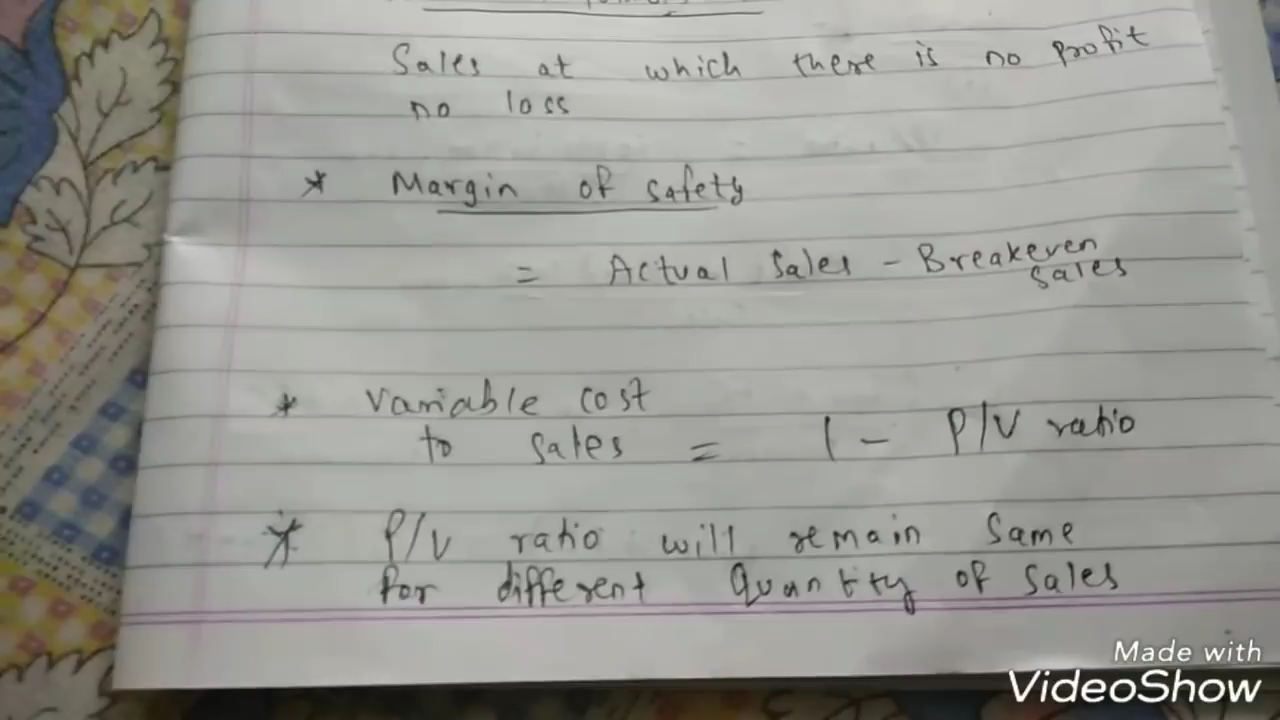 Sales at which there is no profit
no loss
* Margin of safety
= Actual Sales - Breakeven
Sales
* Variable cost
to sales = 1 - P/V ratio
* P/V ratio will remain same
for different Quantity of sales
Made with
VideoShow